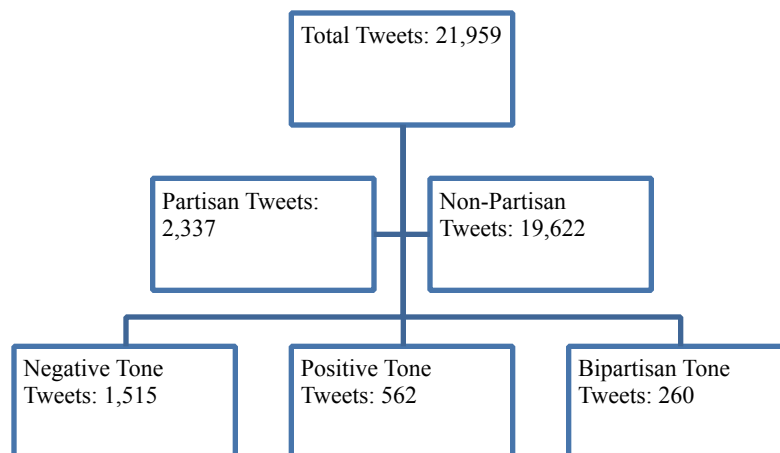 Total Tweets: 21,959
Partisan Tweets:
2,337
Non-Partisan
Tweets: 19,622
Negative Tone
Tweets: 1,515
Positive Tone
Tweets: 562
Bipartisan Tone
Tweets: 260